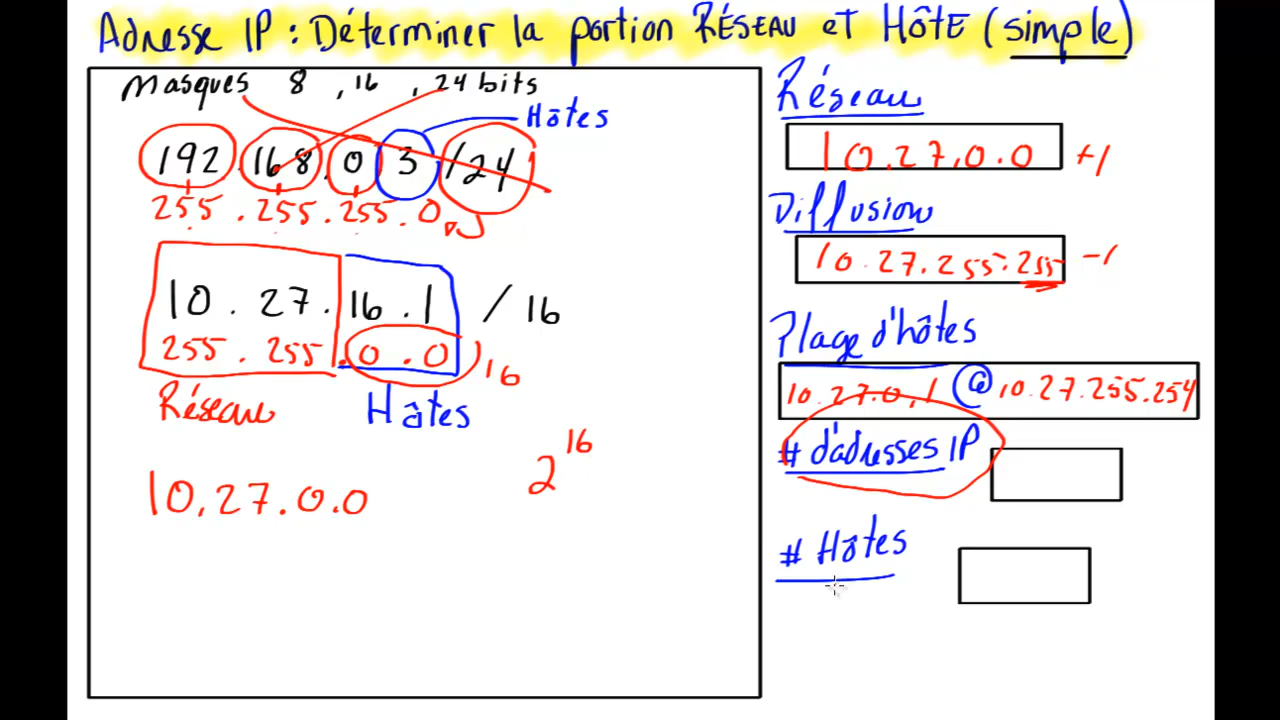 Adresse IP : Déterminer la portion RÉSEAU et HÔTE (simple)
Masques 8 , 16 , 24 bits
Hôtes
192 . 168 . 0 . 3 /24
255 . 255 . 255 . 0
10 . 27 . 16 . 1 / 16
255 . 255 . 0 . 0
16
Réseau Hôtes
2^16
10.27.0.0
Réseau
10.27.0.0 +1
Diffusion
10.27.255.255 -1
Plage d'hôtes
10.27.0.1 @ 10.27.255.254
# d'adresses IP
# Hôtes